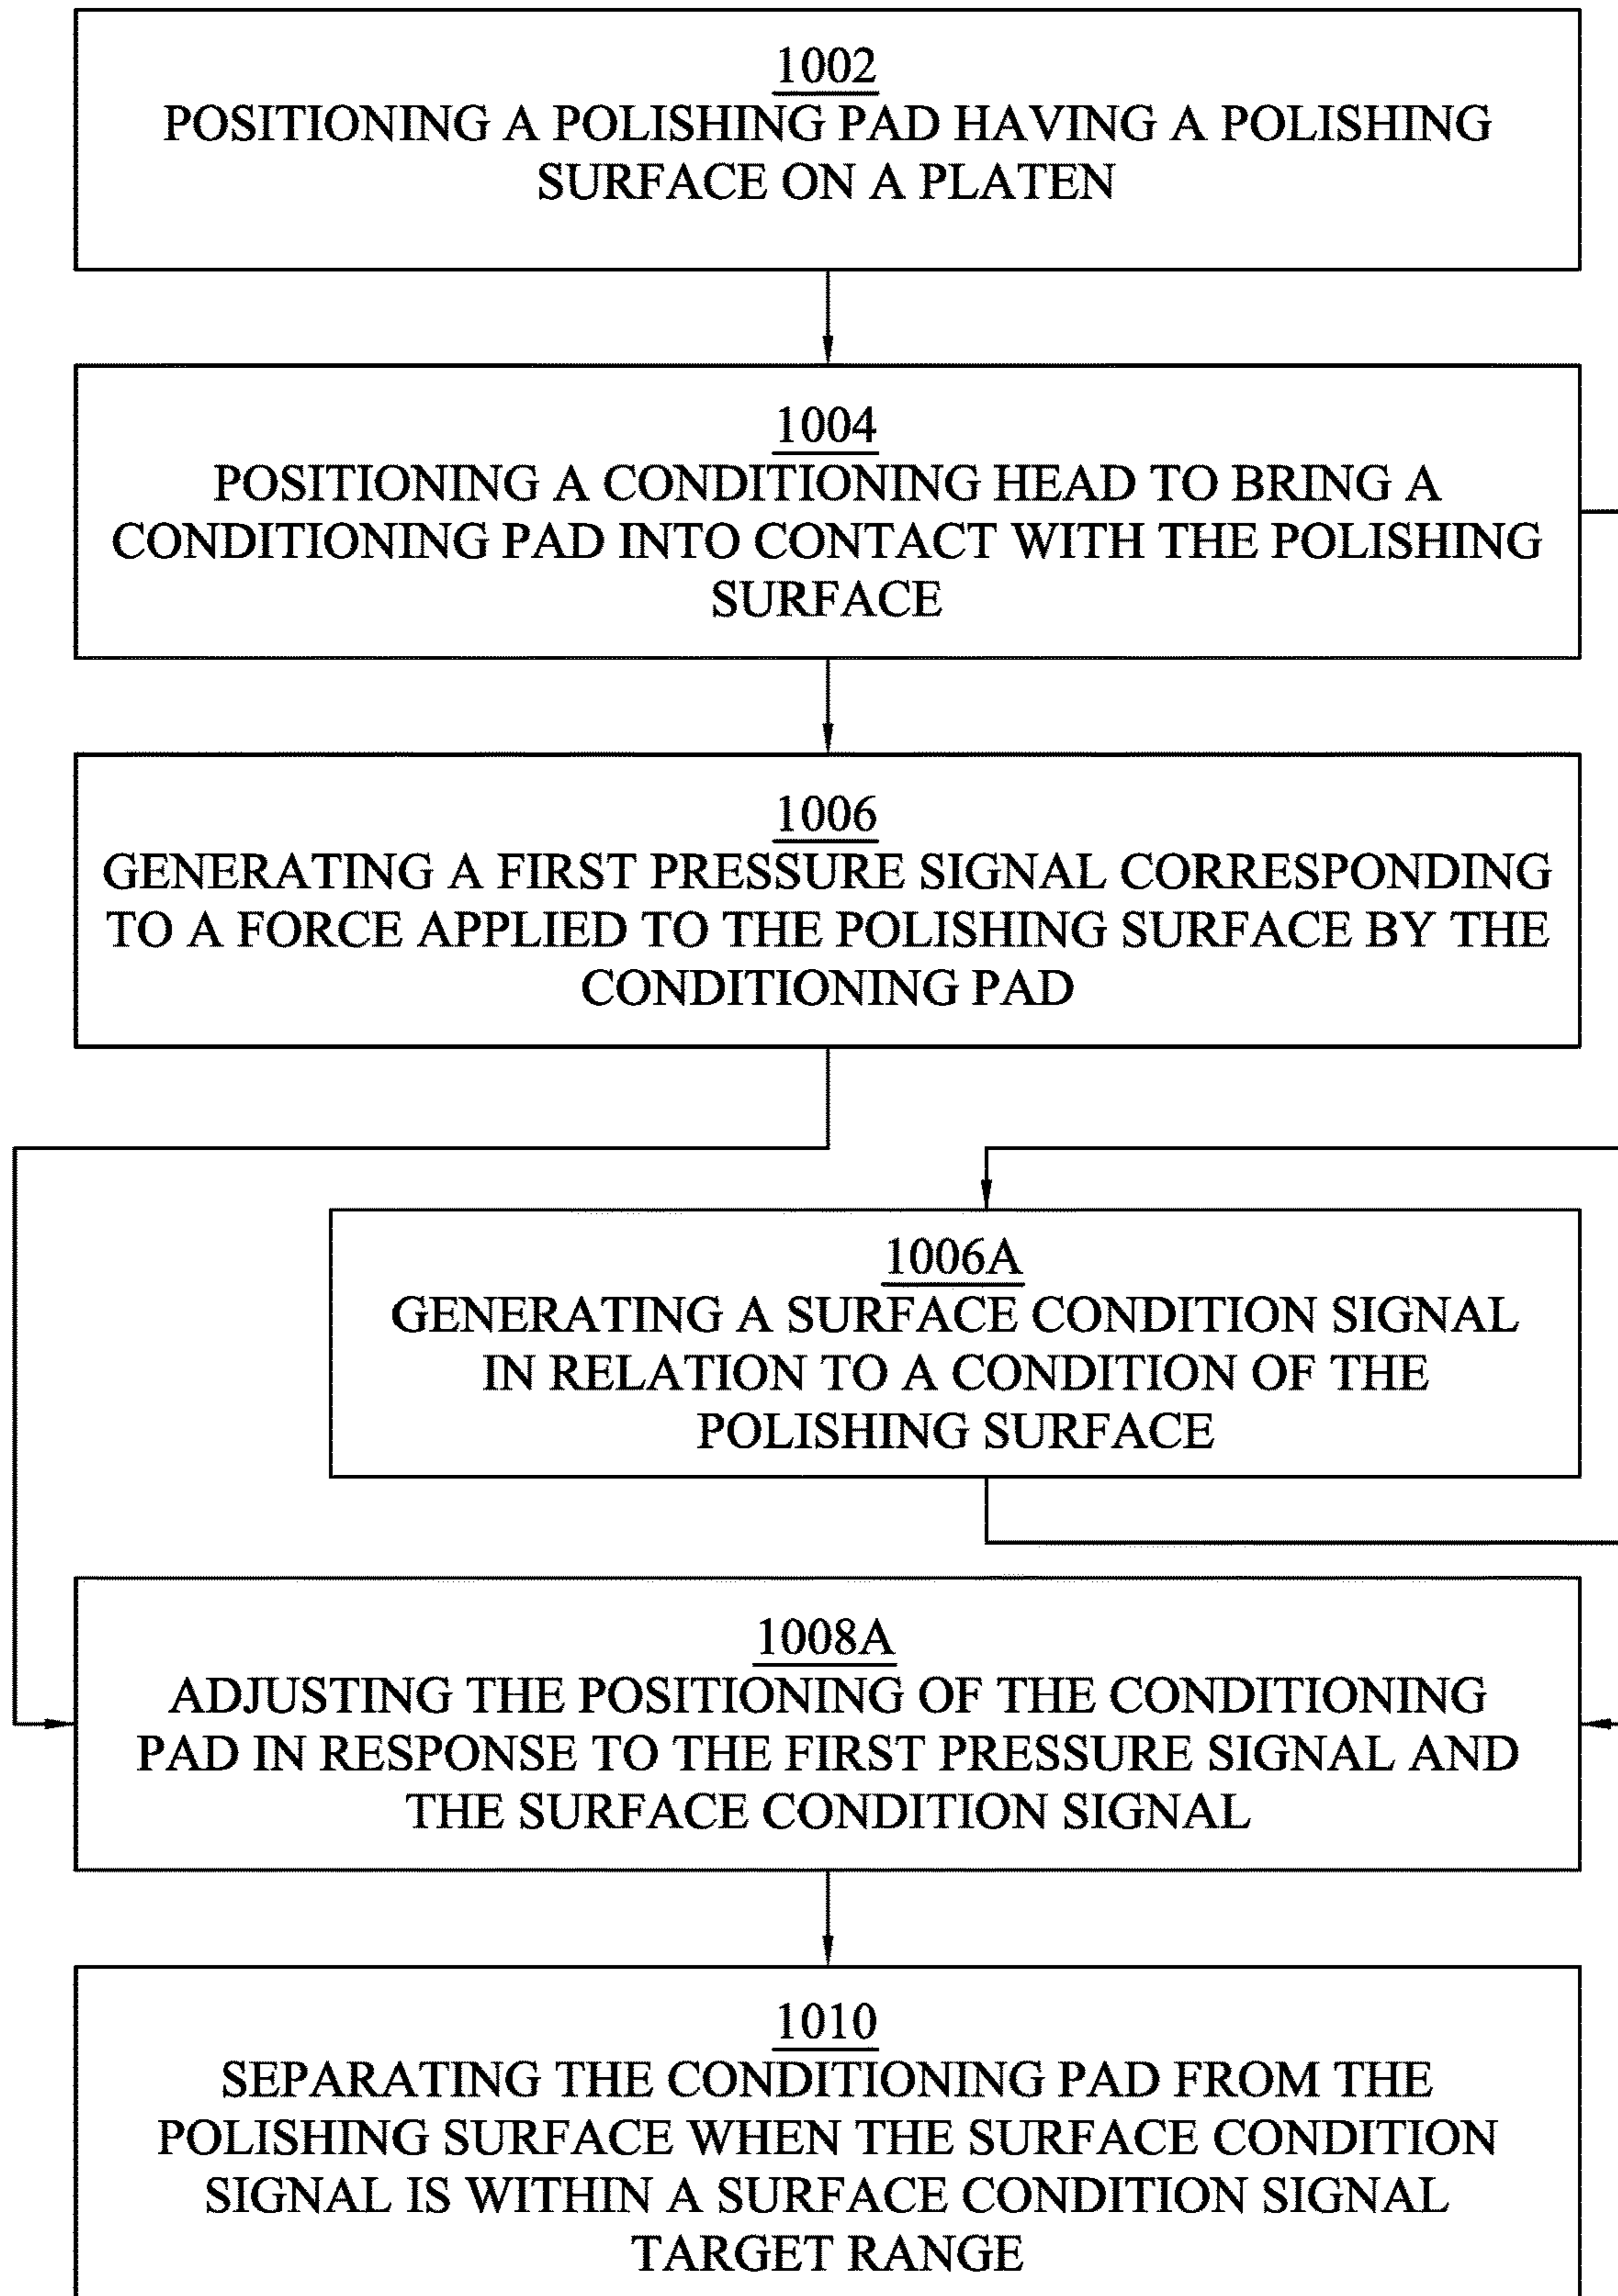 1002
POSITIONING A POLISHING PAD HAVING A POLISHING
SURFACE ON A PLATEN
1004
POSITIONING A CONDITIONING HEAD TO BRING A
CONDITIONING PAD INTO CONTACT WITH THE POLISHING
SURFACE
1006
GENERATING A FIRST PRESSURE SIGNAL CORRESPONDING
TO A FORCE APPLIED TO THE POLISHING SURFACE BY THE
CONDITIONING PAD
1006A
GENERATING A SURFACE CONDITION SIGNAL
IN RELATION TO A CONDITION OF THE
POLISHING SURFACE
1008A
ADJUSTING THE POSITIONING OF THE CONDITIONING
PAD IN RESPONSE TO THE FIRST PRESSURE SIGNAL AND
THE SURFACE CONDITION SIGNAL
1010
SEPARATING THE CONDITIONING PAD FROM THE
POLISHING SURFACE WHEN THE SURFACE CONDITION
SIGNAL IS WITHIN A SURFACE CONDITION SIGNAL
TARGET RANGE